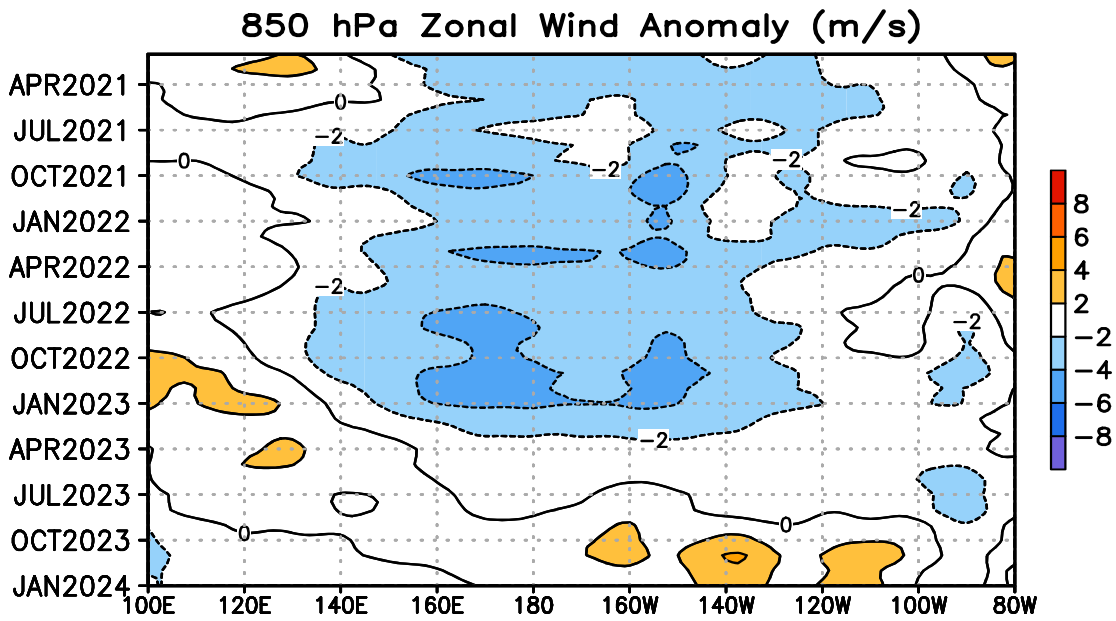 850 hPa Zonal Wind Anomaly (m/s)
APR2021
JUL2021
OCT2021
JAN2022
APR2022
JUL2022
OCT2022
JAN2023
APR2023
JUL2023
OCT2023
JAN2024
100E 120E 140E 160E 180 160W 140W 120W 100W 80W
0
-2
0
-2
-2
-2
0
-2
-2
-2
0
0
8
6
4
2
-2
-4
-6
-8